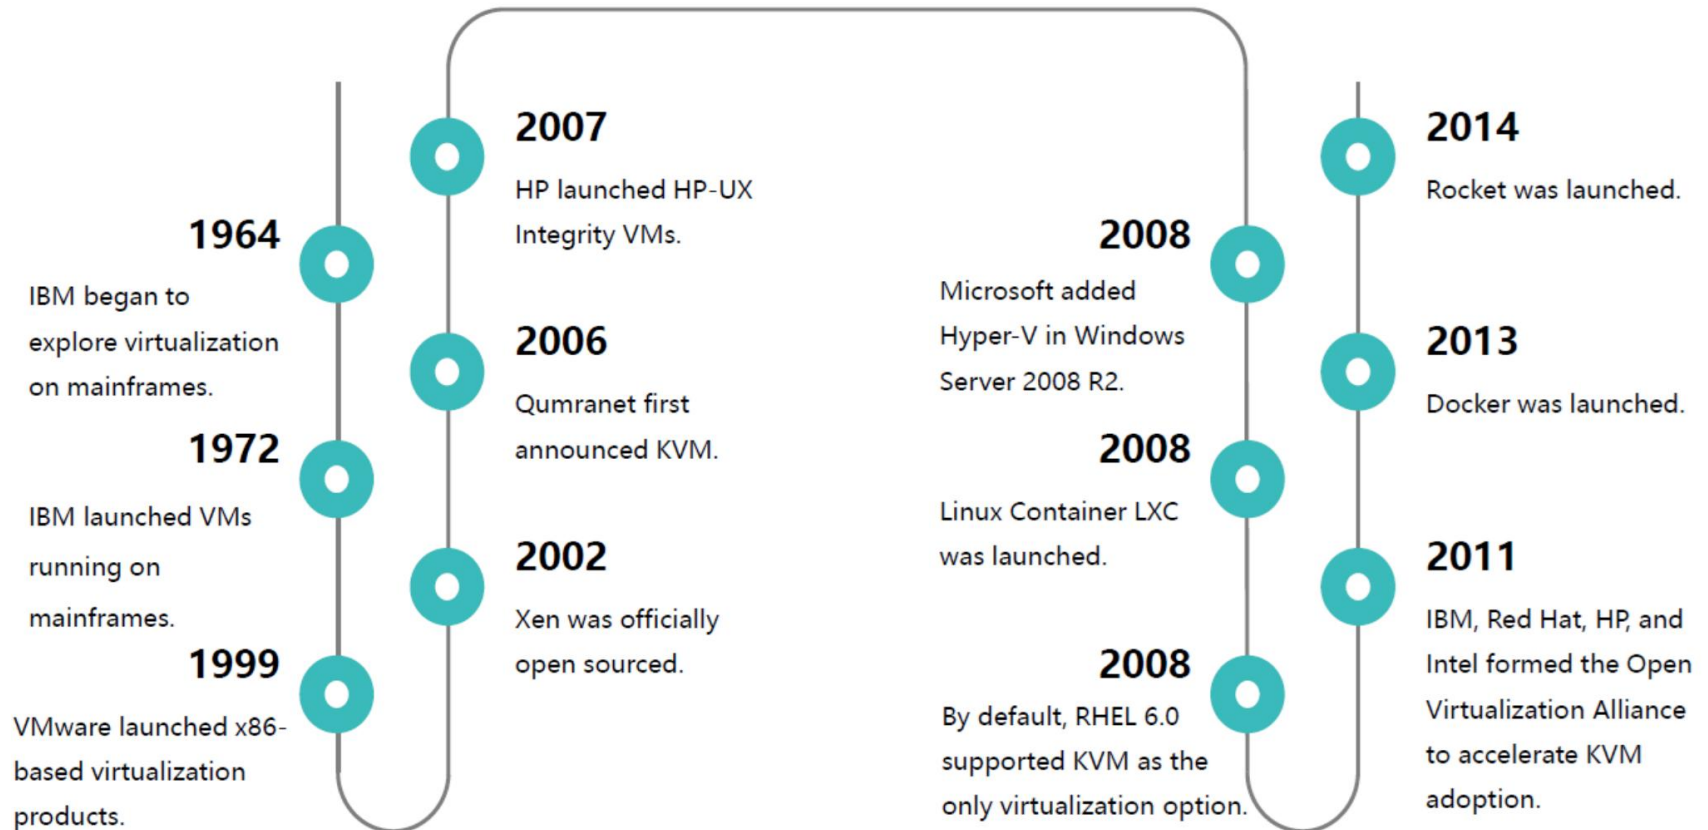 1964
IBM began to
explore virtualization
on mainframes.
1972
IBM launched VMs
running on
mainframes.
1999
VMware launched x86-
based virtualization
products.
2007
HP launched HP-UX
Integrity VMs.
2006
Qumranet first
announced KVM.
2002
Xen was officially
open sourced.
2008
Microsoft added
Hyper-V in Windows
Server 2008 R2.
2008
Linux Container LXC
was launched.
2008
By default, RHEL 6.0
supported KVM as the
only virtualization option.
2014
Rocket was launched.
2013
Docker was launched.
2011
IBM, Red Hat, HP, and
Intel formed the Open
Virtualization Alliance
to accelerate KVM
adoption.